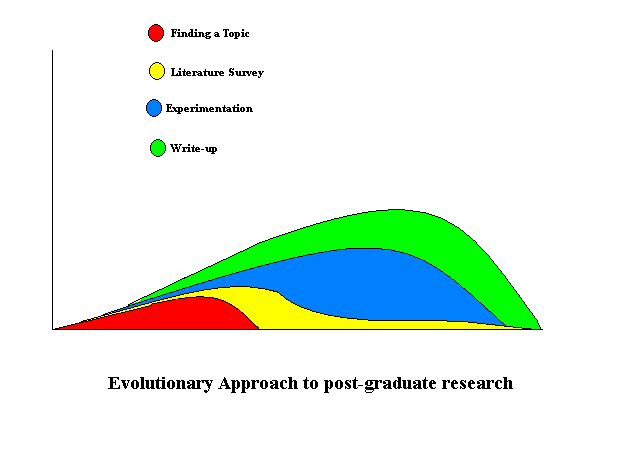 Finding a Topic
Literature Survey
Experimentation
Write-up
Evolutionary Approach to post-graduate research